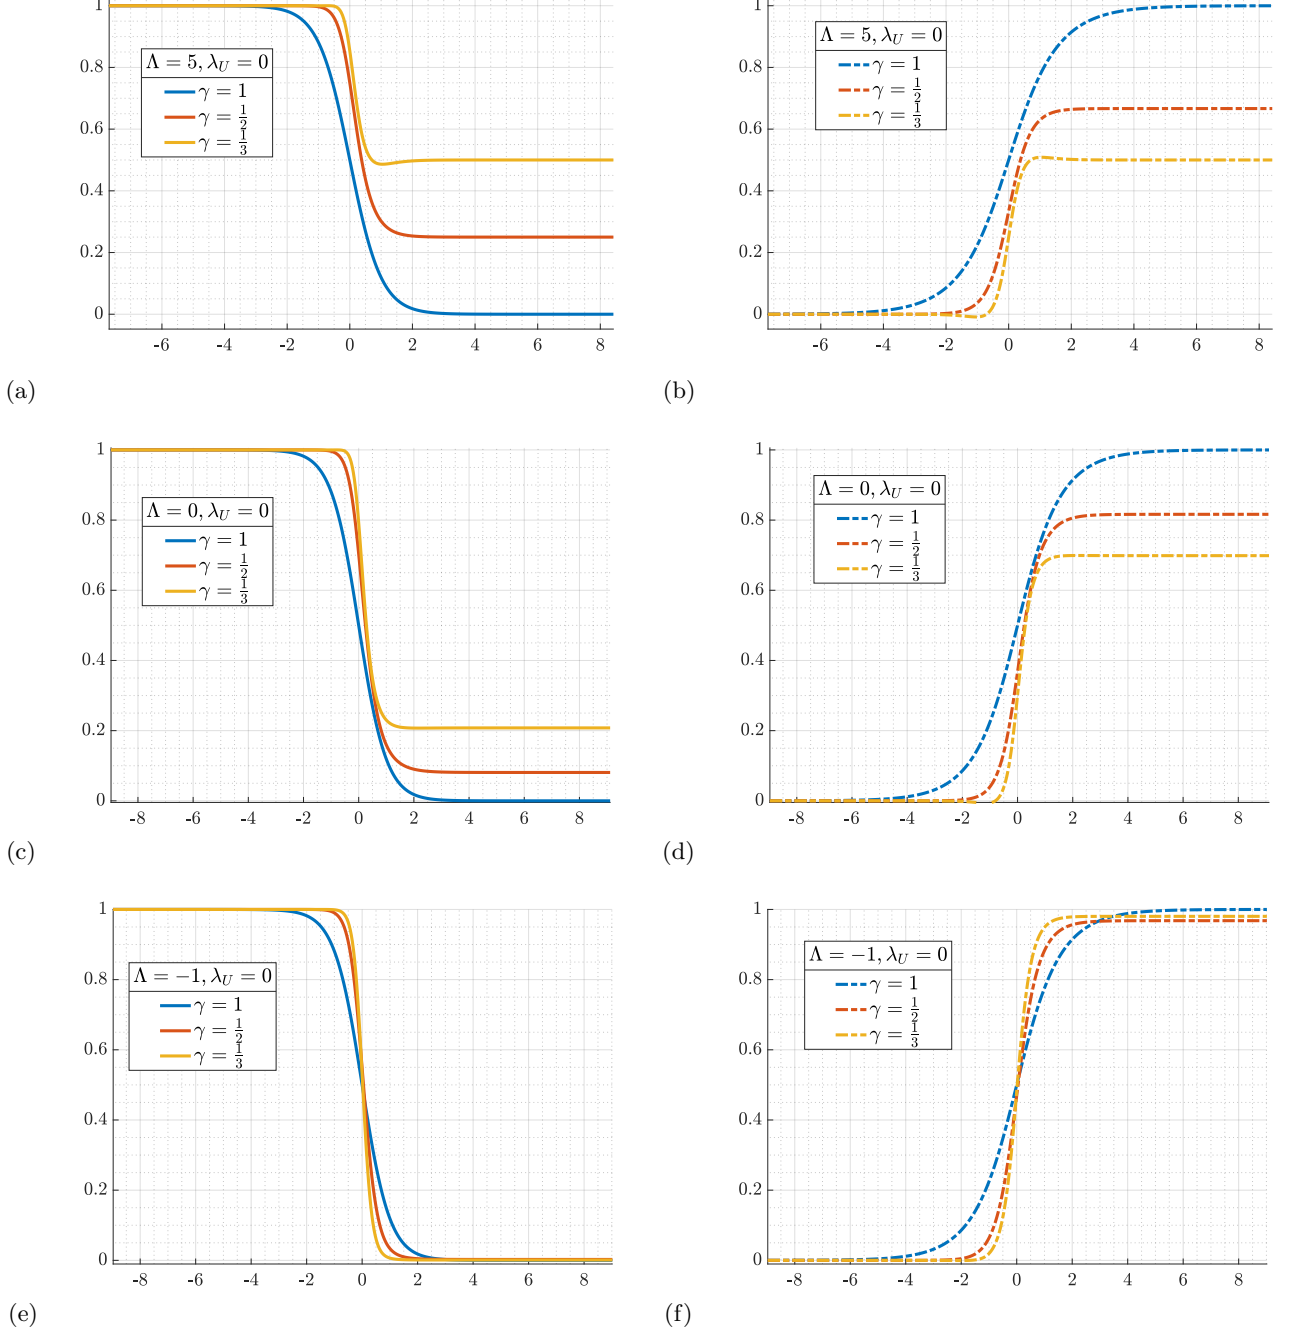 1
0.8
0.6
0.4
0.2
0
-6
-4
-2
0
2
4
6
8
Λ = 5, λ_U = 0
γ = 1
γ = 1/2
γ = 1/3
(a)
1
0.8
0.6
0.4
0.2
0
-6
-4
-2
0
2
4
6
8
Λ = 5, λ_U = 0
γ = 1
γ = 1/2
γ = 1/3
(b)
1
0.8
0.6
0.4
0.2
0
-8
-6
-4
-2
0
2
4
6
8
Λ = 0, λ_U = 0
γ = 1
γ = 1/2
γ = 1/3
(c)
1
0.8
0.6
0.4
0.2
0
-8
-6
-4
-2
0
2
4
6
8
Λ = 0, λ_U = 0
γ = 1
γ = 1/2
γ = 1/3
(d)
1
0.8
0.6
0.4
0.2
0
-8
-6
-4
-2
0
2
4
6
8
Λ = −1, λ_U = 0
γ = 1
γ = 1/2
γ = 1/3
(e)
1
0.8
0.6
0.4
0.2
0
-8
-6
-4
-2
0
2
4
6
8
Λ = −1, λ_U = 0
γ = 1
γ = 1/2
γ = 1/3
(f)